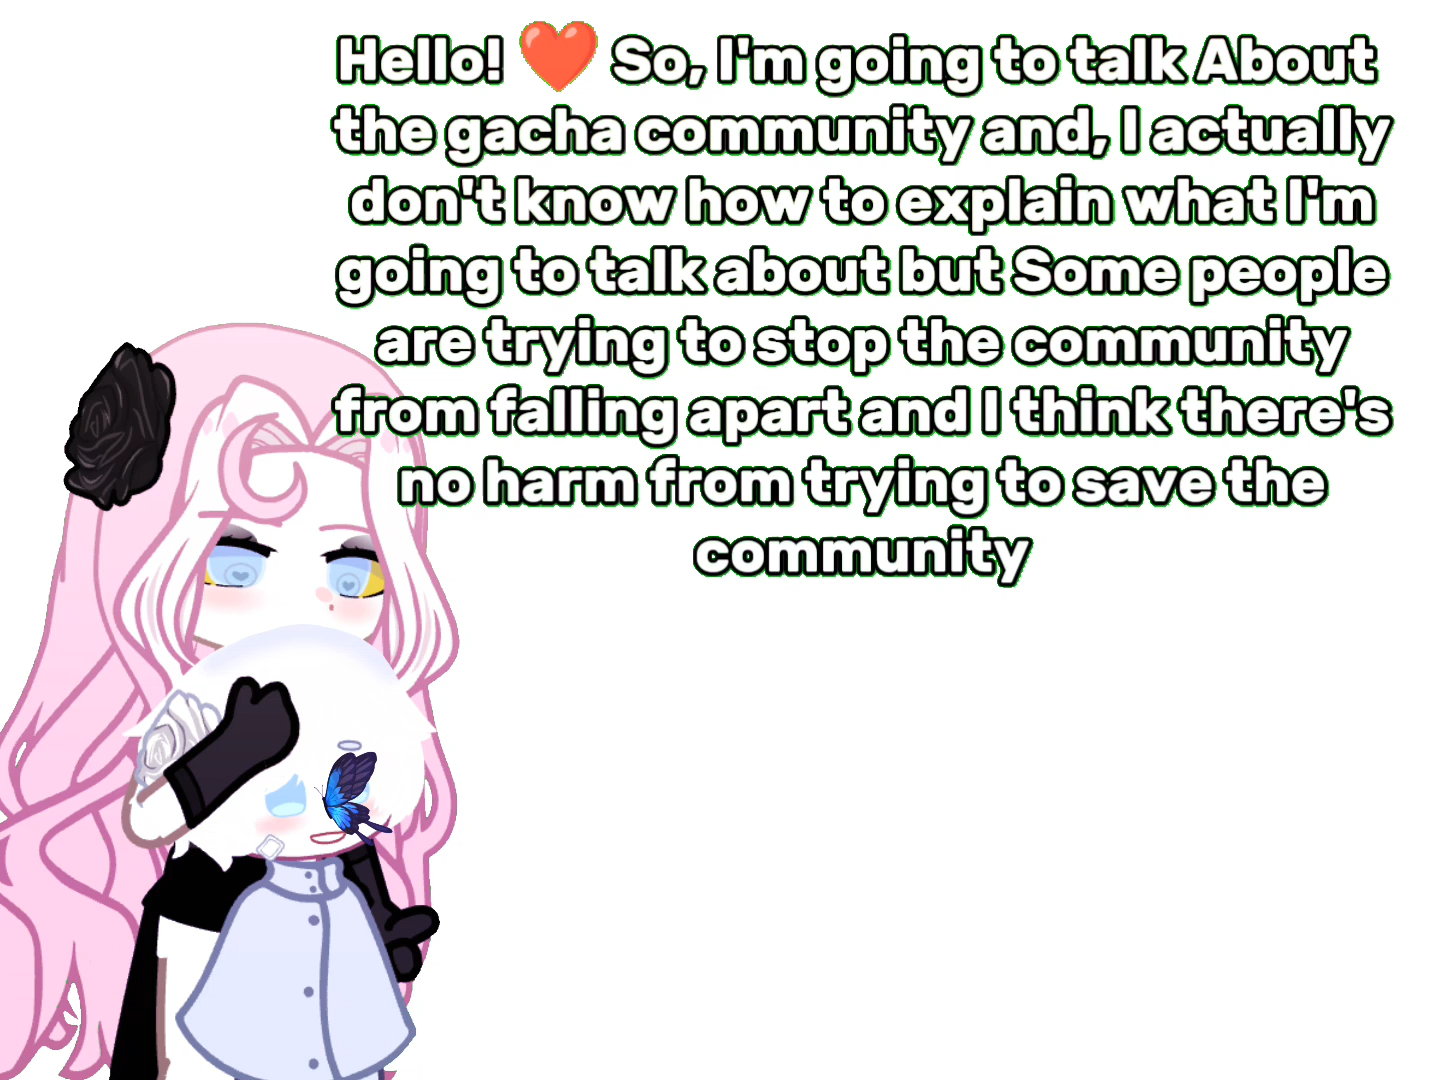 Hello! ❤️ So, I'm going to talk About
the gacha community and, I actually
don't know how to explain what I'm
going to talk about but Some people
are trying to stop the community
from falling apart and I think there's
no harm from trying to save the
community